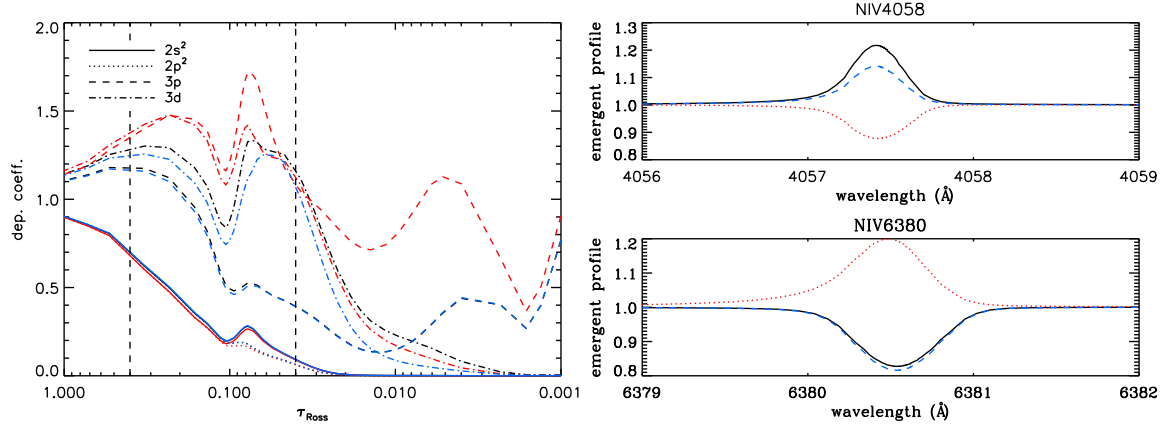 2.0
1.5
1.0
0.5
0.0
dep. coeff.
2s²
2p²
3p
3d
1.000 0.100 0.010 0.001
τRoss
NIV4058
1.3
1.2
1.1
1.0
0.9
0.8
emergent profile
4056 4057 4058 4059
wavelength (Å)
NIV6380
1.2
1.1
1.0
0.9
0.8
emergent profile
6379 6380 6381 6382
wavelength (Å)